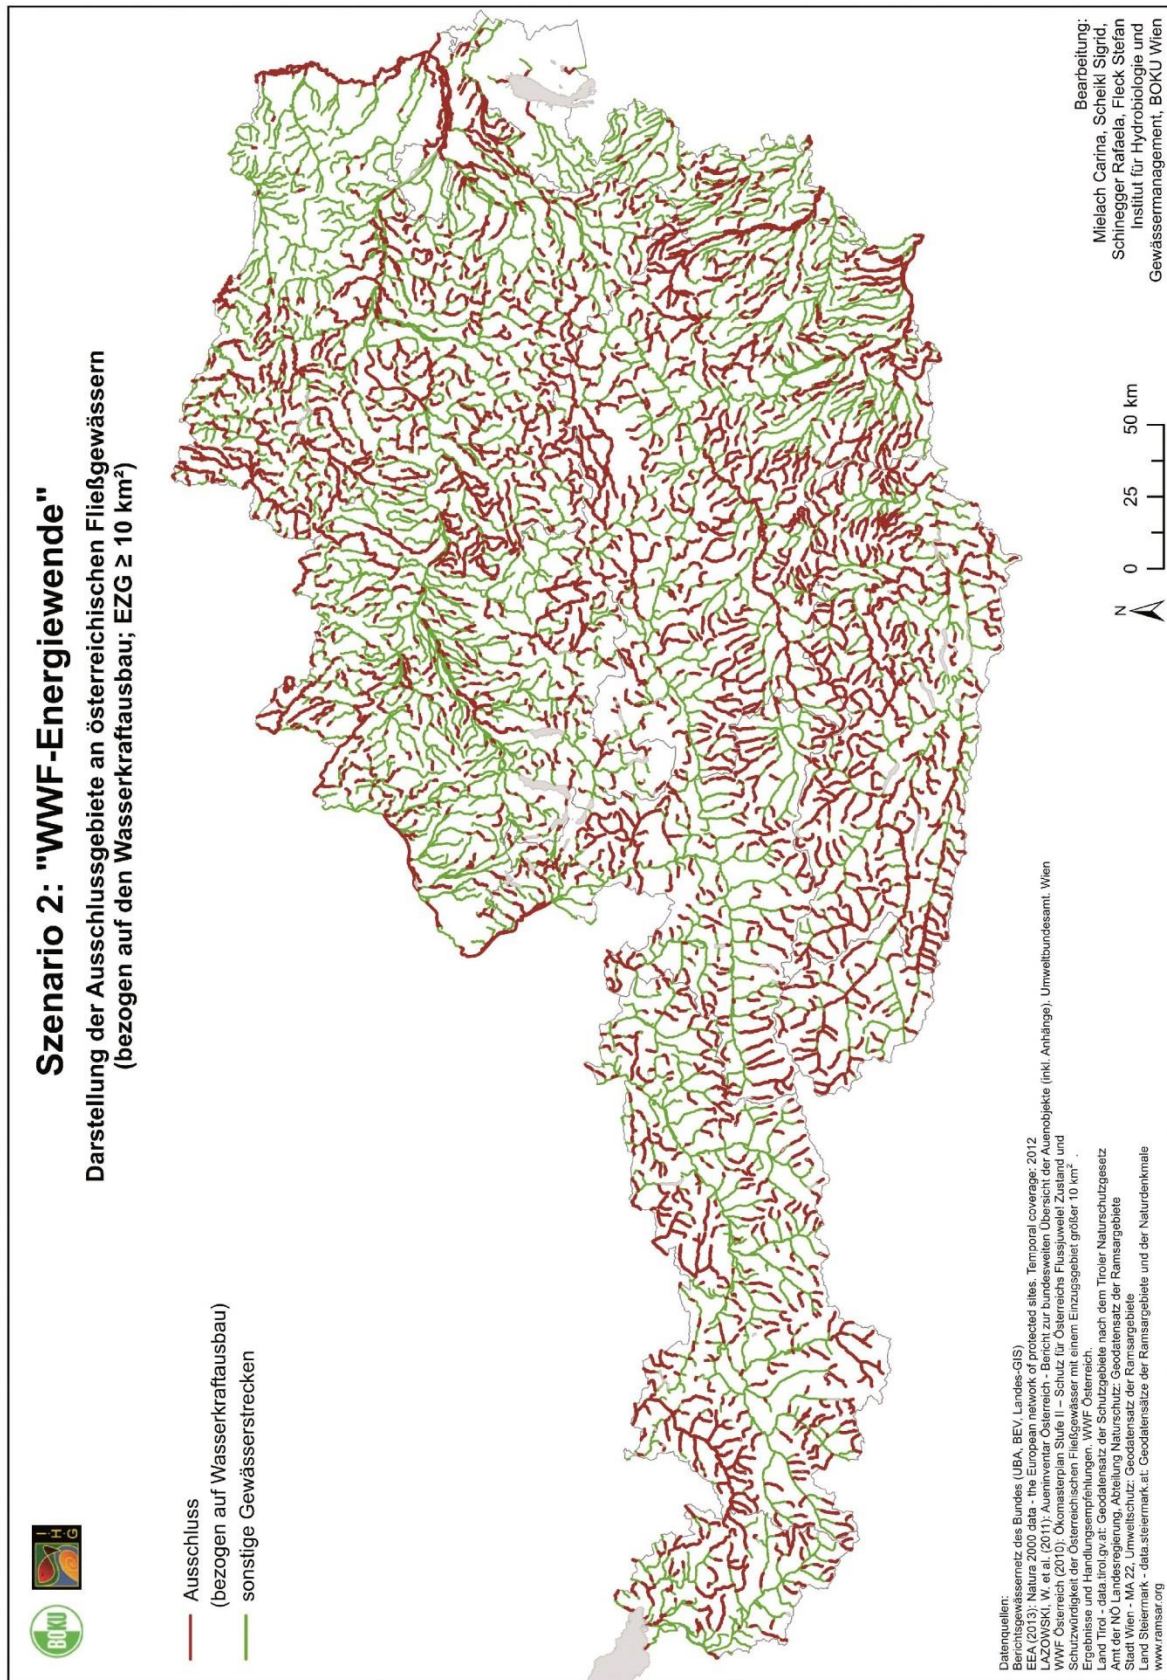 BOKU
I H G
Szenario 2: "WWF-Energiewende"
Darstellung der Ausschlussgebiete an österreichischen Fließgewässern
(bezogen auf den Wasserkraftausbau; EZG ≥ 10 km²)
Ausschluss
(bezogen auf Wasserkraftausbau)
sonstige Gewässerstrecken
Datenquellen:
Berichtsgewässernetz des Bundes (UBA, BEV, Landes-GIS)
EEA (2013): Natura 2000 data - the European network of protected sites. Temporal coverage: 2012
LAZOWSKI, W. et al. (2011): Aueninventar Österreich - Bericht zur bundesweiten Übersicht der Auenobjekte (inkl. Anhänge). Umweltbundesamt. Wien
WWF Österreich (2010): Ökomasterplan Stufe II – Schutz für Österreichs Flussjuwele! Zustand und
Schutzwürdigkeit der Österreichischen Fließgewässer mit einem Einzugsgebiet größer 10 km² .
Ergebnisse und Handlungsempfehlungen. WWF Österreich.
Land Tirol - data.tirol.gv.at: Geodatensatz der Schutzgebiete nach dem Tiroler Naturschutzgesetz
Amt der NÖ Landesregierung, Abteilung Naturschutz: Geodatensatz der Ramsargebiete
Stadt Wien - MA 22, Umweltschutz: Geodatensatz der Ramsargebiete
Land Steiermark - data.steiermark.at: Geodatensätze der Ramsargebiete und der Naturdenkmale
www.ramsar.org
N
0 25 50 km
Bearbeitung:
Mielach Carina, Scheikl Sigrid,
Schinegger Rafaela, Fleck Stefan
Institut für Hydrobiologie und
Gewässermanagement, BOKU Wien